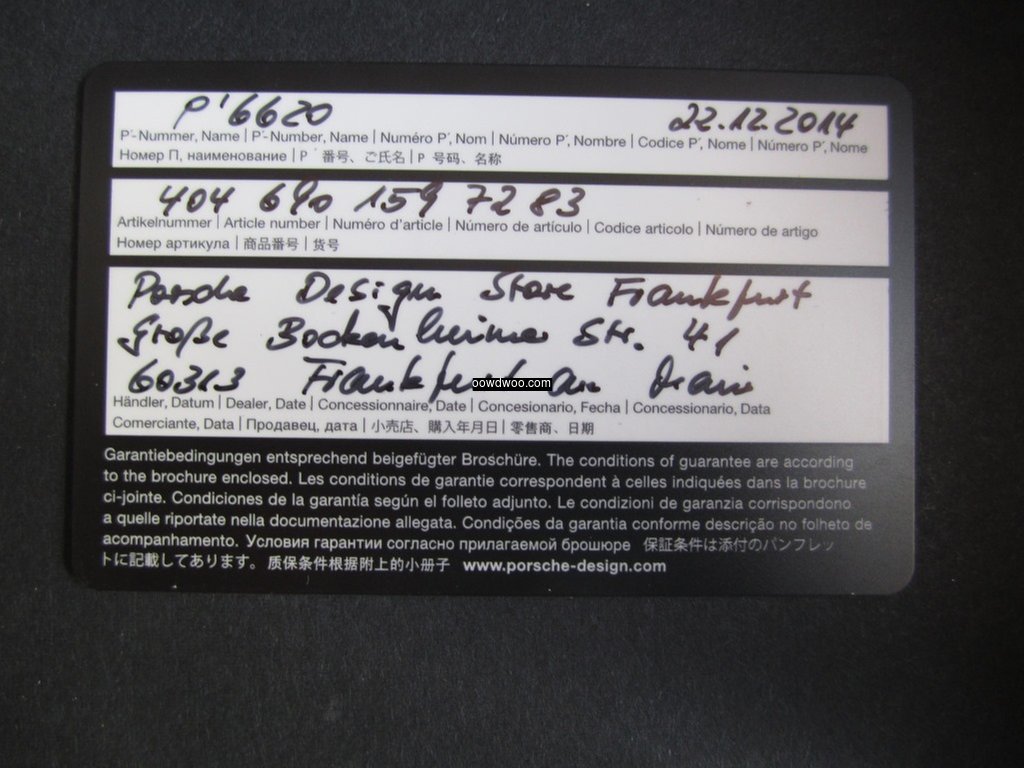 P'6620 22.12.2014
P'-Nummer, Name | P'-Number, Name | Numéro P', Nom | Número P', Nombre | Codice P', Nome | Número P', Nome
Номер П, наименование | P ' 番号、ご氏名 | P 号码、名称
404 690 159 72 83
Artikelnummer | Article number | Numéro d'article | Número de artículo | Codice articolo | Número de artigo
Номер артикула | 商品番号 | 货号
Porsche Design Store Frankfurt
Große Bockenheimer Str. 41
60313 Frankfurt am Main
oowdwoo.com
Händler, Datum | Dealer, Date | Concessionnaire, Date | Concesionario, Fecha | Concessionario, Data
Comerciante, Data | Продавец, дата | 小売店、購入年月日 | 零售商、日期
Garantiebedingungen entsprechend beigefügter Broschüre. The conditions of guarantee are according
to the brochure enclosed. Les conditions de garantie correspondent à celles indiquées dans la brochure
ci-jointe. Condiciones de la garantía según el folleto adjunto. Le condizioni di garanzia corrispondono
a quelle riportate nella documentazione allegata. Condições da garantia conforme descrição no folheto de
acompanhamento. Условия гарантии согласно прилагаемой брошюре 保証条件は添付のパンフレッ
トに記載してあります。 质保条件根据附上的小册子 www.porsche-design.com